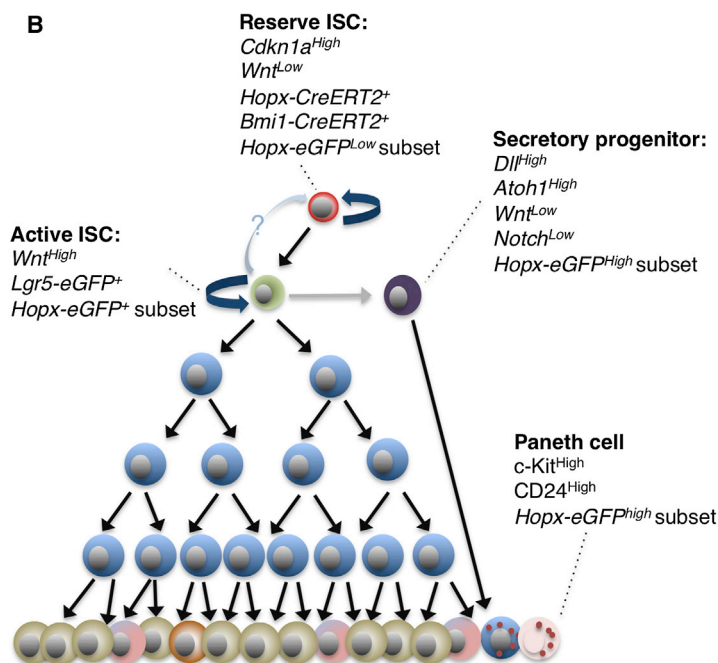 B
Reserve ISC:
Cdkn1aHigh
WntLow
Hopx-CreERT2+
Bmi1-CreERT2+
Hopx-eGFPLow subset
Secretory progenitor:
DllHigh
Atoh1High
WntLow
NotchLow
Hopx-eGFPHigh subset
?
Active ISC:
WntHigh
Lgr5-eGFP+
Hopx-eGFP+ subset
Paneth cell
c-KitHigh
CD24High
Hopx-eGFPhigh subset